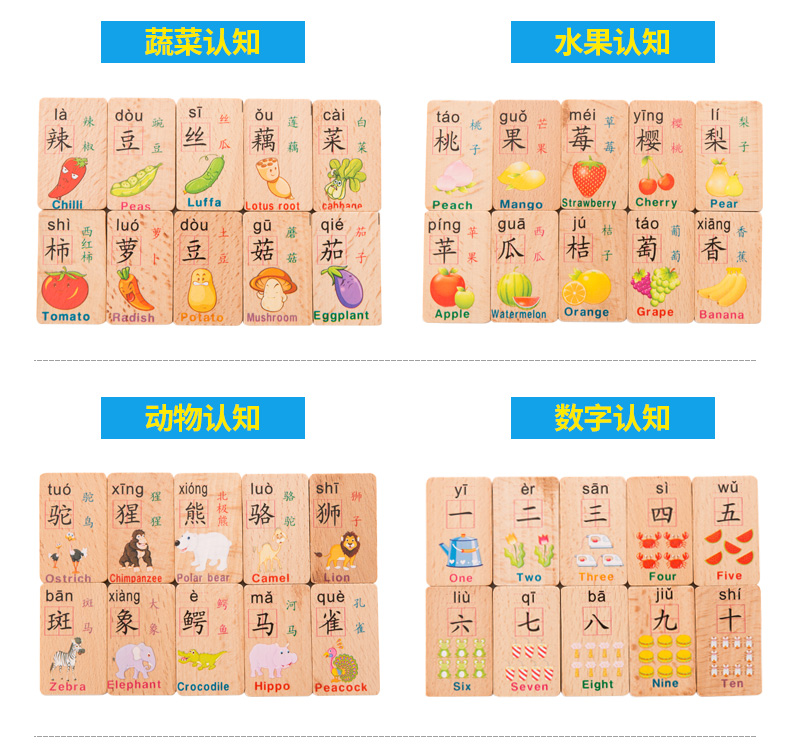 蔬菜认知
là
辣
辣椒
Chilli
dòu
豆
豌豆
Peas
sī
丝
丝瓜
Luffa
ǒu
藕
莲藕
Lotus root
cài
菜
白菜
cabbage
shì
柿
西红柿
Tomato
luó
萝
萝卜
Radish
dòu
豆
土豆
Potato
gū
菇
蘑菇
Mushroom
qié
茄
茄子
Eggplant
水果认知
táo
桃
桃子
Peach
guǒ
果
芒果
Mango
méi
莓
草莓
Strawberry
yīng
樱
樱桃
Cherry
lí
梨
梨子
Pear
píng
苹
苹果
Apple
guā
瓜
西瓜
Watermelon
jú
桔
桔子
Orange
táo
萄
葡萄
Grape
xiāng
香
香蕉
Banana
动物认知
tuó
鸵
鸵鸟
Ostrich
xīng
猩
猩猩
Chimpanzee
xióng
熊
北极熊
Polar bear
luò
骆
骆驼
Camel
shī
狮
狮子
Lion
bān
斑
斑马
Zebra
xiàng
象
大象
Elephant
è
鳄
鳄鱼
Crocodile
mǎ
马
河马
Hippo
què
雀
孔雀
Peacock
数字认知
yī
一
One
èr
二
Two
sān
三
Three
sì
四
Four
wǔ
五
Five
liù
六
Six
qī
七
Seven
bā
八
Eight
jiǔ
九
Nine
shí
十
Ten